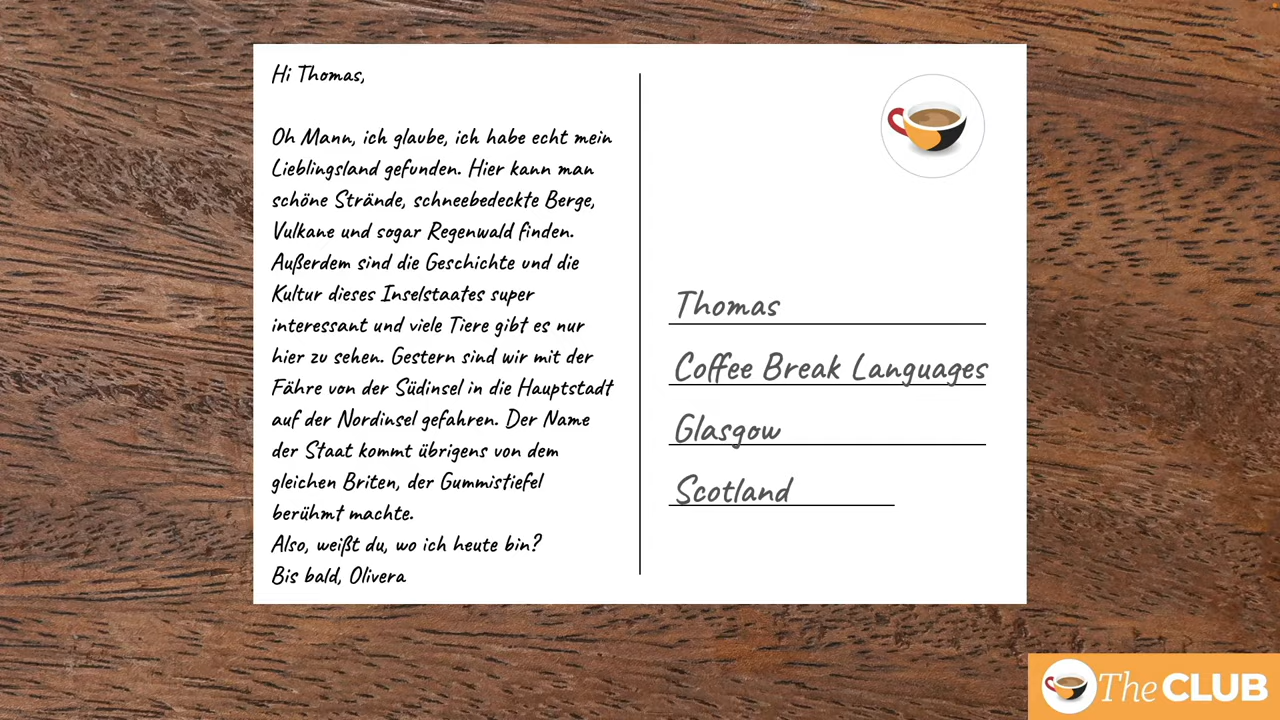 Hi Thomas,
Oh Mann, ich glaube, ich habe echt mein
Lieblingsland gefunden. Hier kann man
schöne Strände, schneebedeckte Berge,
Vulkane und sogar Regenwald finden.
Außerdem sind die Geschichte und die
Kultur dieses Inselstaates super
interessant und viele Tiere gibt es nur
hier zu sehen. Gestern sind wir mit der
Fähre von der Südinsel in die Hauptstadt
auf der Nordinsel gefahren. Der Name
der Staat kommt übrigens von dem
gleichen Briten, der Gummistiefel
berühmt machte.
Also, weißt du, wo ich heute bin?
Bis bald, Olivera
Thomas
Coffee Break Languages
Glasgow
Scotland
The CLUB